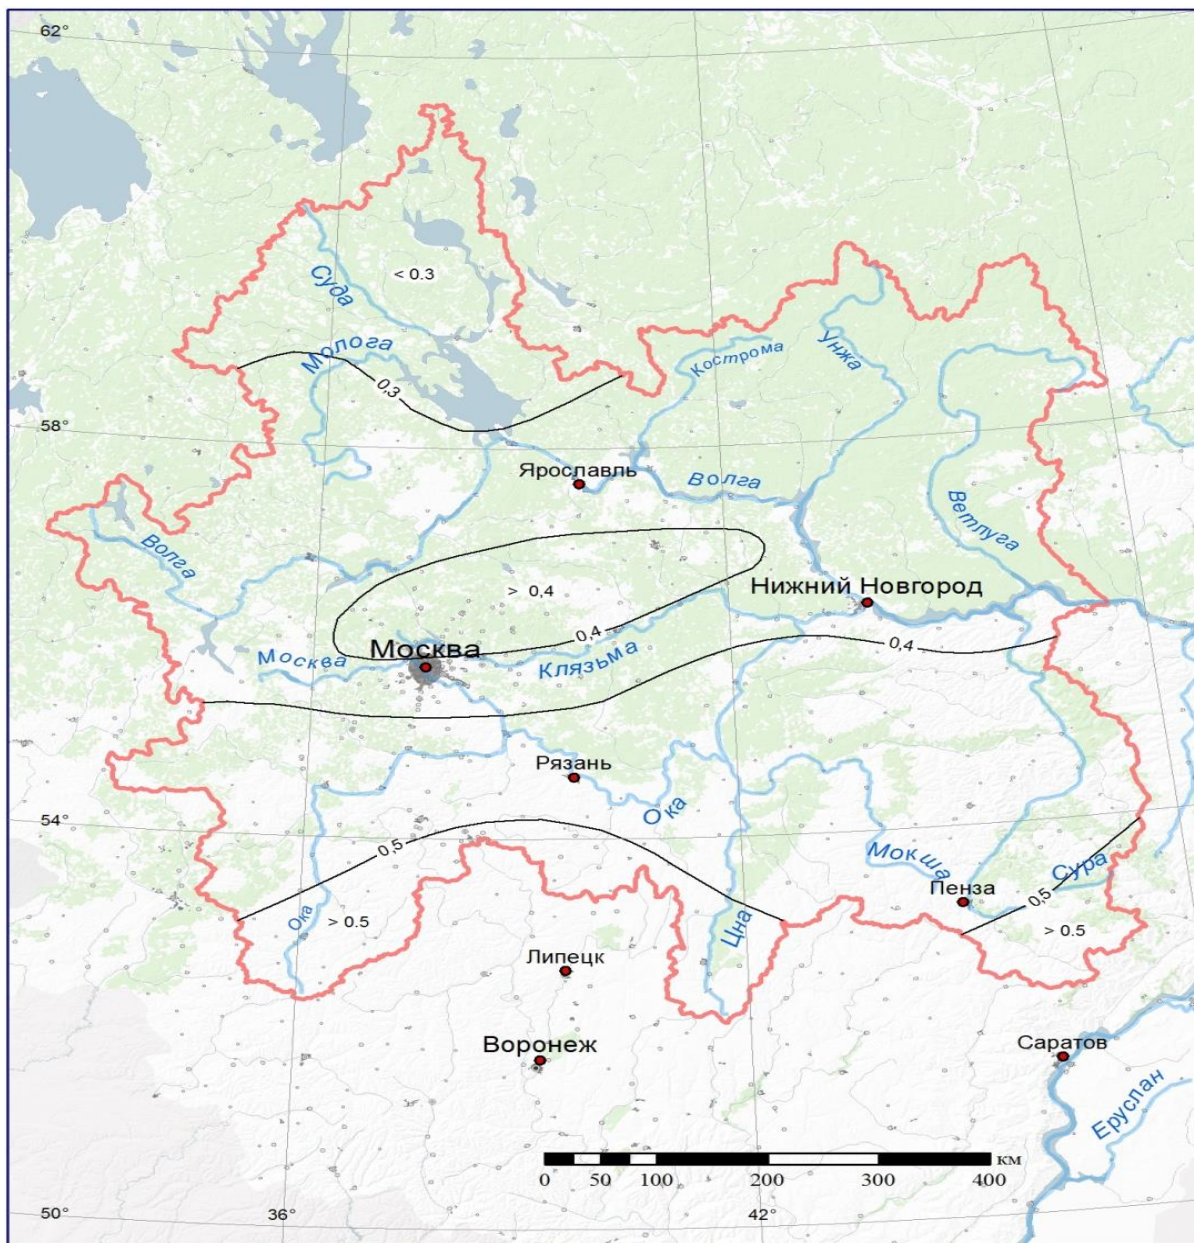 62°
< 0.3
Суда
Молога
Кострома
Унжа
0,3
58°
Ярославль
Волга
Ветлуга
Волга
> 0,4
Нижний Новгород
0,4
Москва
Москва
Клязьма
0,4
Рязань
Ока
54°
0,5
Мокша
Сура
Пенза
0,5
Ока
> 0.5
Цна
> 0.5
Липецк
Воронеж
Саратов
Еруслан
км
0 50 100 200 300 400
50°
36°
42°